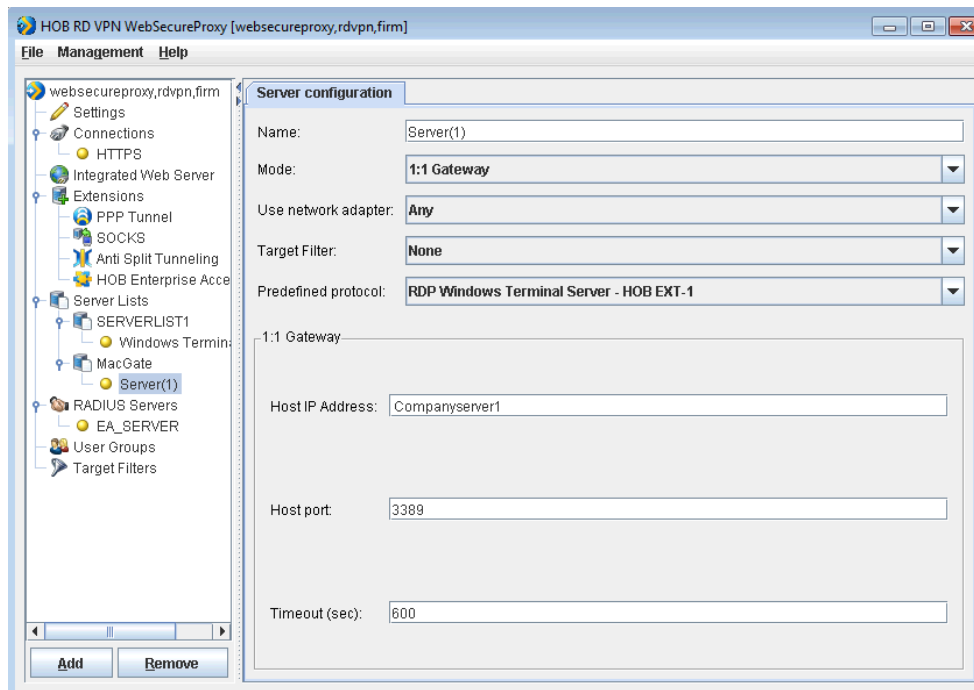 HOB RD VPN WebSecureProxy [websecureproxy,rdvpn,firm]
File Management Help
websecureproxy,rdvpn,firm
Settings
Connections
HTTPS
Integrated Web Server
Extensions
PPP Tunnel
SOCKS
Anti Split Tunneling
HOB Enterprise Acce
Server Lists
SERVERLIST1
Windows Termin
MacGate
Server(1)
RADIUS Servers
EA_SERVER
User Groups
Target Filters
Add Remove
Server configuration
Name: Server(1)
Mode: 1:1 Gateway
Use network adapter: Any
Target Filter: None
Predefined protocol: RDP Windows Terminal Server - HOB EXT-1
1:1 Gateway
Host IP Address: Companyserver1
Host port: 3389
Timeout (sec): 600